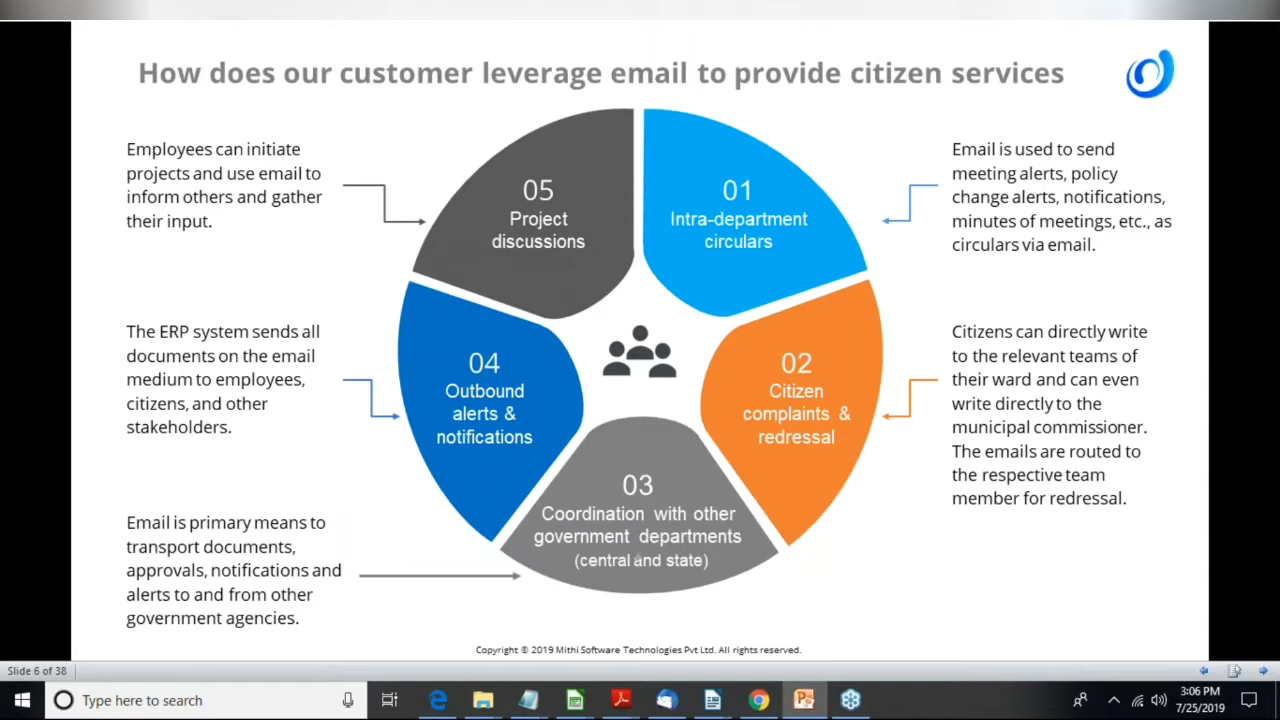 How does our customer leverage email to provide citizen services
Employees can initiate
projects and use email to
inform others and gather
their input.
05
Project
discussions
01
Intra-department
circulars
Email is used to send
meeting alerts, policy
change alerts, notifications,
minutes of meetings, etc., as
circulars via email.
The ERP system sends all
documents on the email
medium to employees,
citizens, and other
stakeholders.
04
Outbound
alerts &
notifications
02
Citizen
complaints &
redressal
Citizens can directly write
to the relevant teams of
their ward and can even
write directly to the
municipal commissioner.
The emails are routed to
the respective team
member for redressal.
03
Coordination with other
government departments
(central and state)
Email is primary means to
transport documents,
approvals, notifications and
alerts to and from other
government agencies.
Copyright © 2019 Mithi Software Technologies Pvt Ltd. All rights reserved.
Slide 6 of 38
Type here to search
3:06 PM
7/25/2019